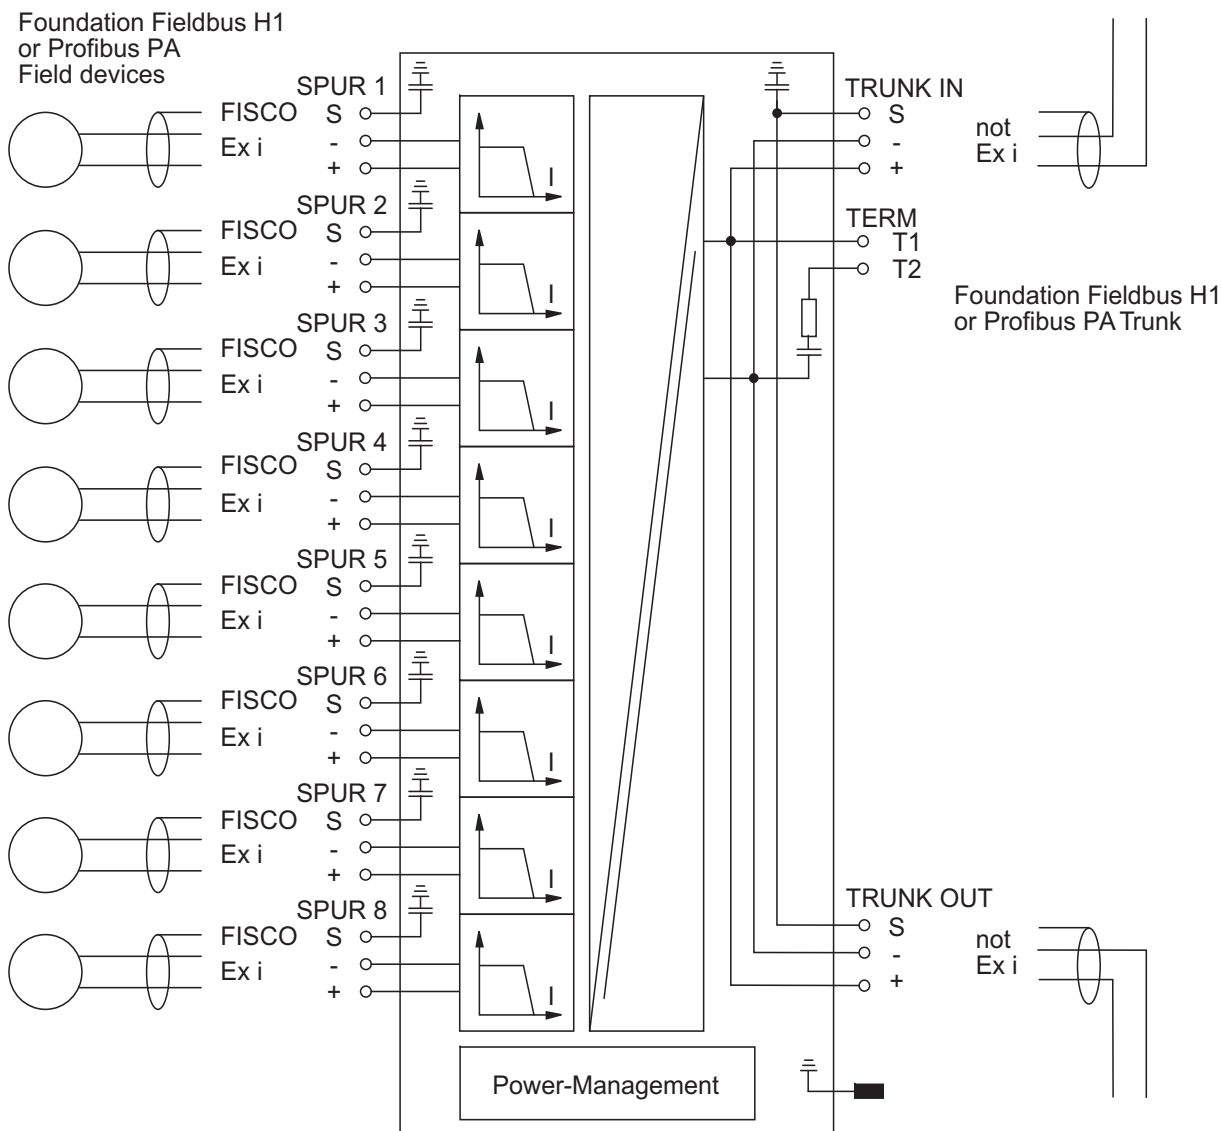 Foundation Fieldbus H1
or Profibus PA
Field devices
SPUR 1
FISCO S
Ex i -
+
SPUR 2
FISCO S
Ex i -
+
SPUR 3
FISCO S
Ex i -
+
SPUR 4
FISCO S
Ex i -
+
SPUR 5
FISCO S
Ex i -
+
SPUR 6
FISCO S
Ex i -
+
SPUR 7
FISCO S
Ex i -
+
SPUR 8
FISCO S
Ex i -
+
I
I
I
I
I
I
I
I
Power-Management
TRUNK IN
S
-
+
not
Ex i
TERM
T1
T2
Foundation Fieldbus H1
or Profibus PA Trunk
TRUNK OUT
S
-
+
not
Ex i